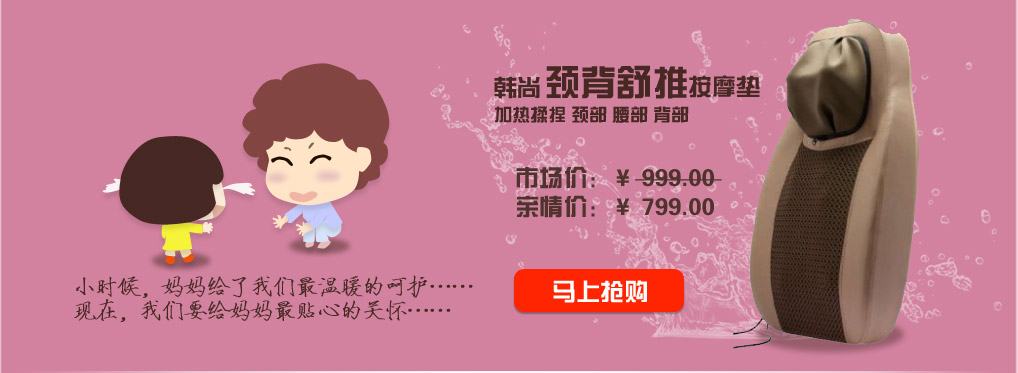 韩尚 颈背舒推按摩垫
加热揉捏 颈部 腰部 背部
市场价：￥ 999.00
亲情价：￥ 799.00
马上抢购
小时候，妈妈给了我们最温暖的呵护……
现在，我们要给妈妈最贴心的关怀……